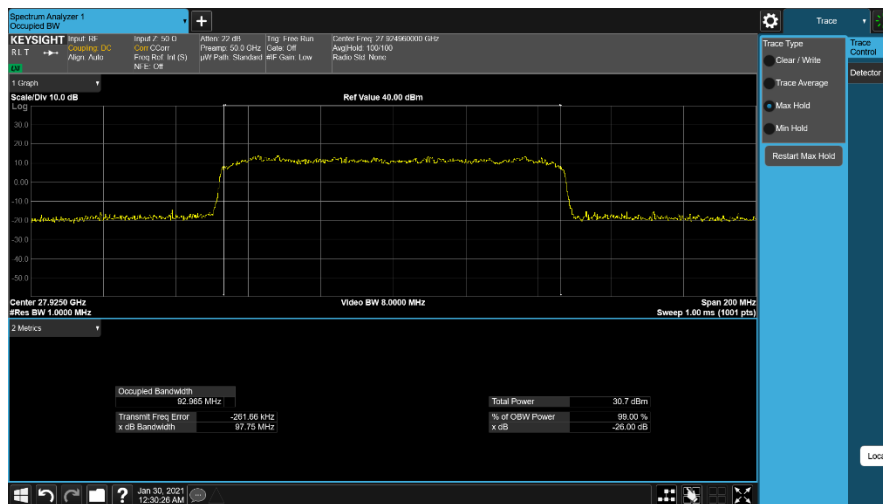 Spectrum Analyzer 1
Occupied BW
+
Trace
KEYSIGHT
RLT
Input: RF
Coupling: DC
Align: Auto
Input Z: 50 Ω
Corr CCorr
Freq Ref: Int (S)
NFE: Off
Atten: 22 dB
Preamp: 50.0 GHz
µW Path: Standard
Trig: Free Run
Gate: Off
#IF Gain: Low
Center Freq: 27.924960000 GHz
Avg|Hold: 100/100
Radio Std: None
1 Graph
Scale/Div 10.0 dB
Ref Value 40.00 dBm
Log
30.0
20.0
10.0
0.00
-10.0
-20.0
-30.0
-40.0
-50.0
Center 27.9250 GHz
Video BW 8.0000 MHz
Span 200 MHz
#Res BW 1.0000 MHz
Sweep 1.00 ms (1001 pts)
2 Metrics
Occupied Bandwidth
92.965 MHz
Transmit Freq Error -261.66 kHz
x dB Bandwidth 97.75 MHz
Total Power 30.7 dBm
% of OBW Power 99.00 %
x dB -26.00 dB
Trace Type
Clear / Write
Trace Average
Max Hold
Min Hold
Restart Max Hold
Trace
Control
Detector
Loca
?
Jan 30, 2021
12:30:26 AM